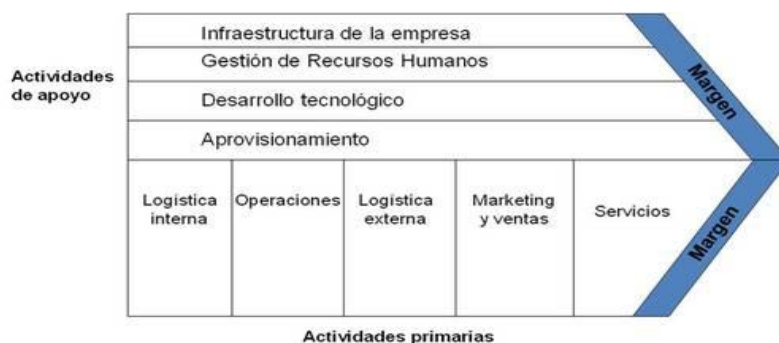 Infraestructura de la empresa
Gestión de Recursos Humanos
Actividades
de apoyo
Desarrollo tecnológico
Aprovisionamiento
Margen
Logística
interna
Operaciones
Logística
externa
Marketing
y ventas
Servicios
Margen
Actividades primarias